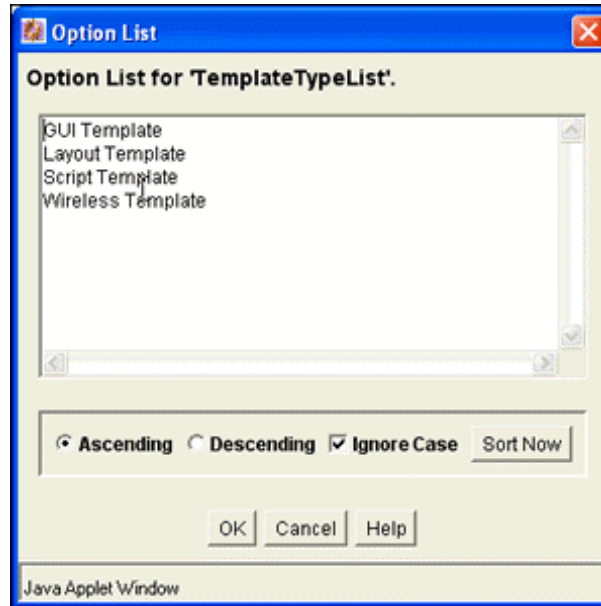 Option List
Option List for 'TemplateTypeList'.
GUI Template
Layout Template
Script Template
Wireless Template
Ascending Descending Ignore Case Sort Now
OK Cancel Help
Java Applet Window